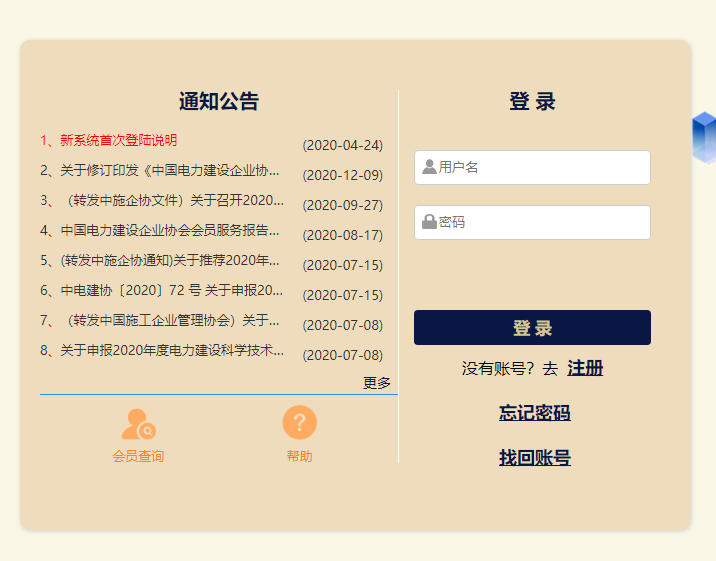 通知公告
1、新系统首次登陆说明 (2020-04-24)
2、关于修订印发《中国电力建设企业协... (2020-12-09)
3、（转发中施企协文件）关于召开2020... (2020-09-27)
4、中国电力建设企业协会会员服务报告... (2020-08-17)
5、(转发中施企协通知)关于推荐2020年... (2020-07-15)
6、中电建协〔2020〕72 号 关于申报20... (2020-07-15)
7、（转发中国施工企业管理协会）关于... (2020-07-08)
8、关于申报2020年度电力建设科学技术... (2020-07-08)
更多
会员查询 帮助
登 录
用户名
密码
登 录
没有账号？去 注册
忘记密码
找回账号